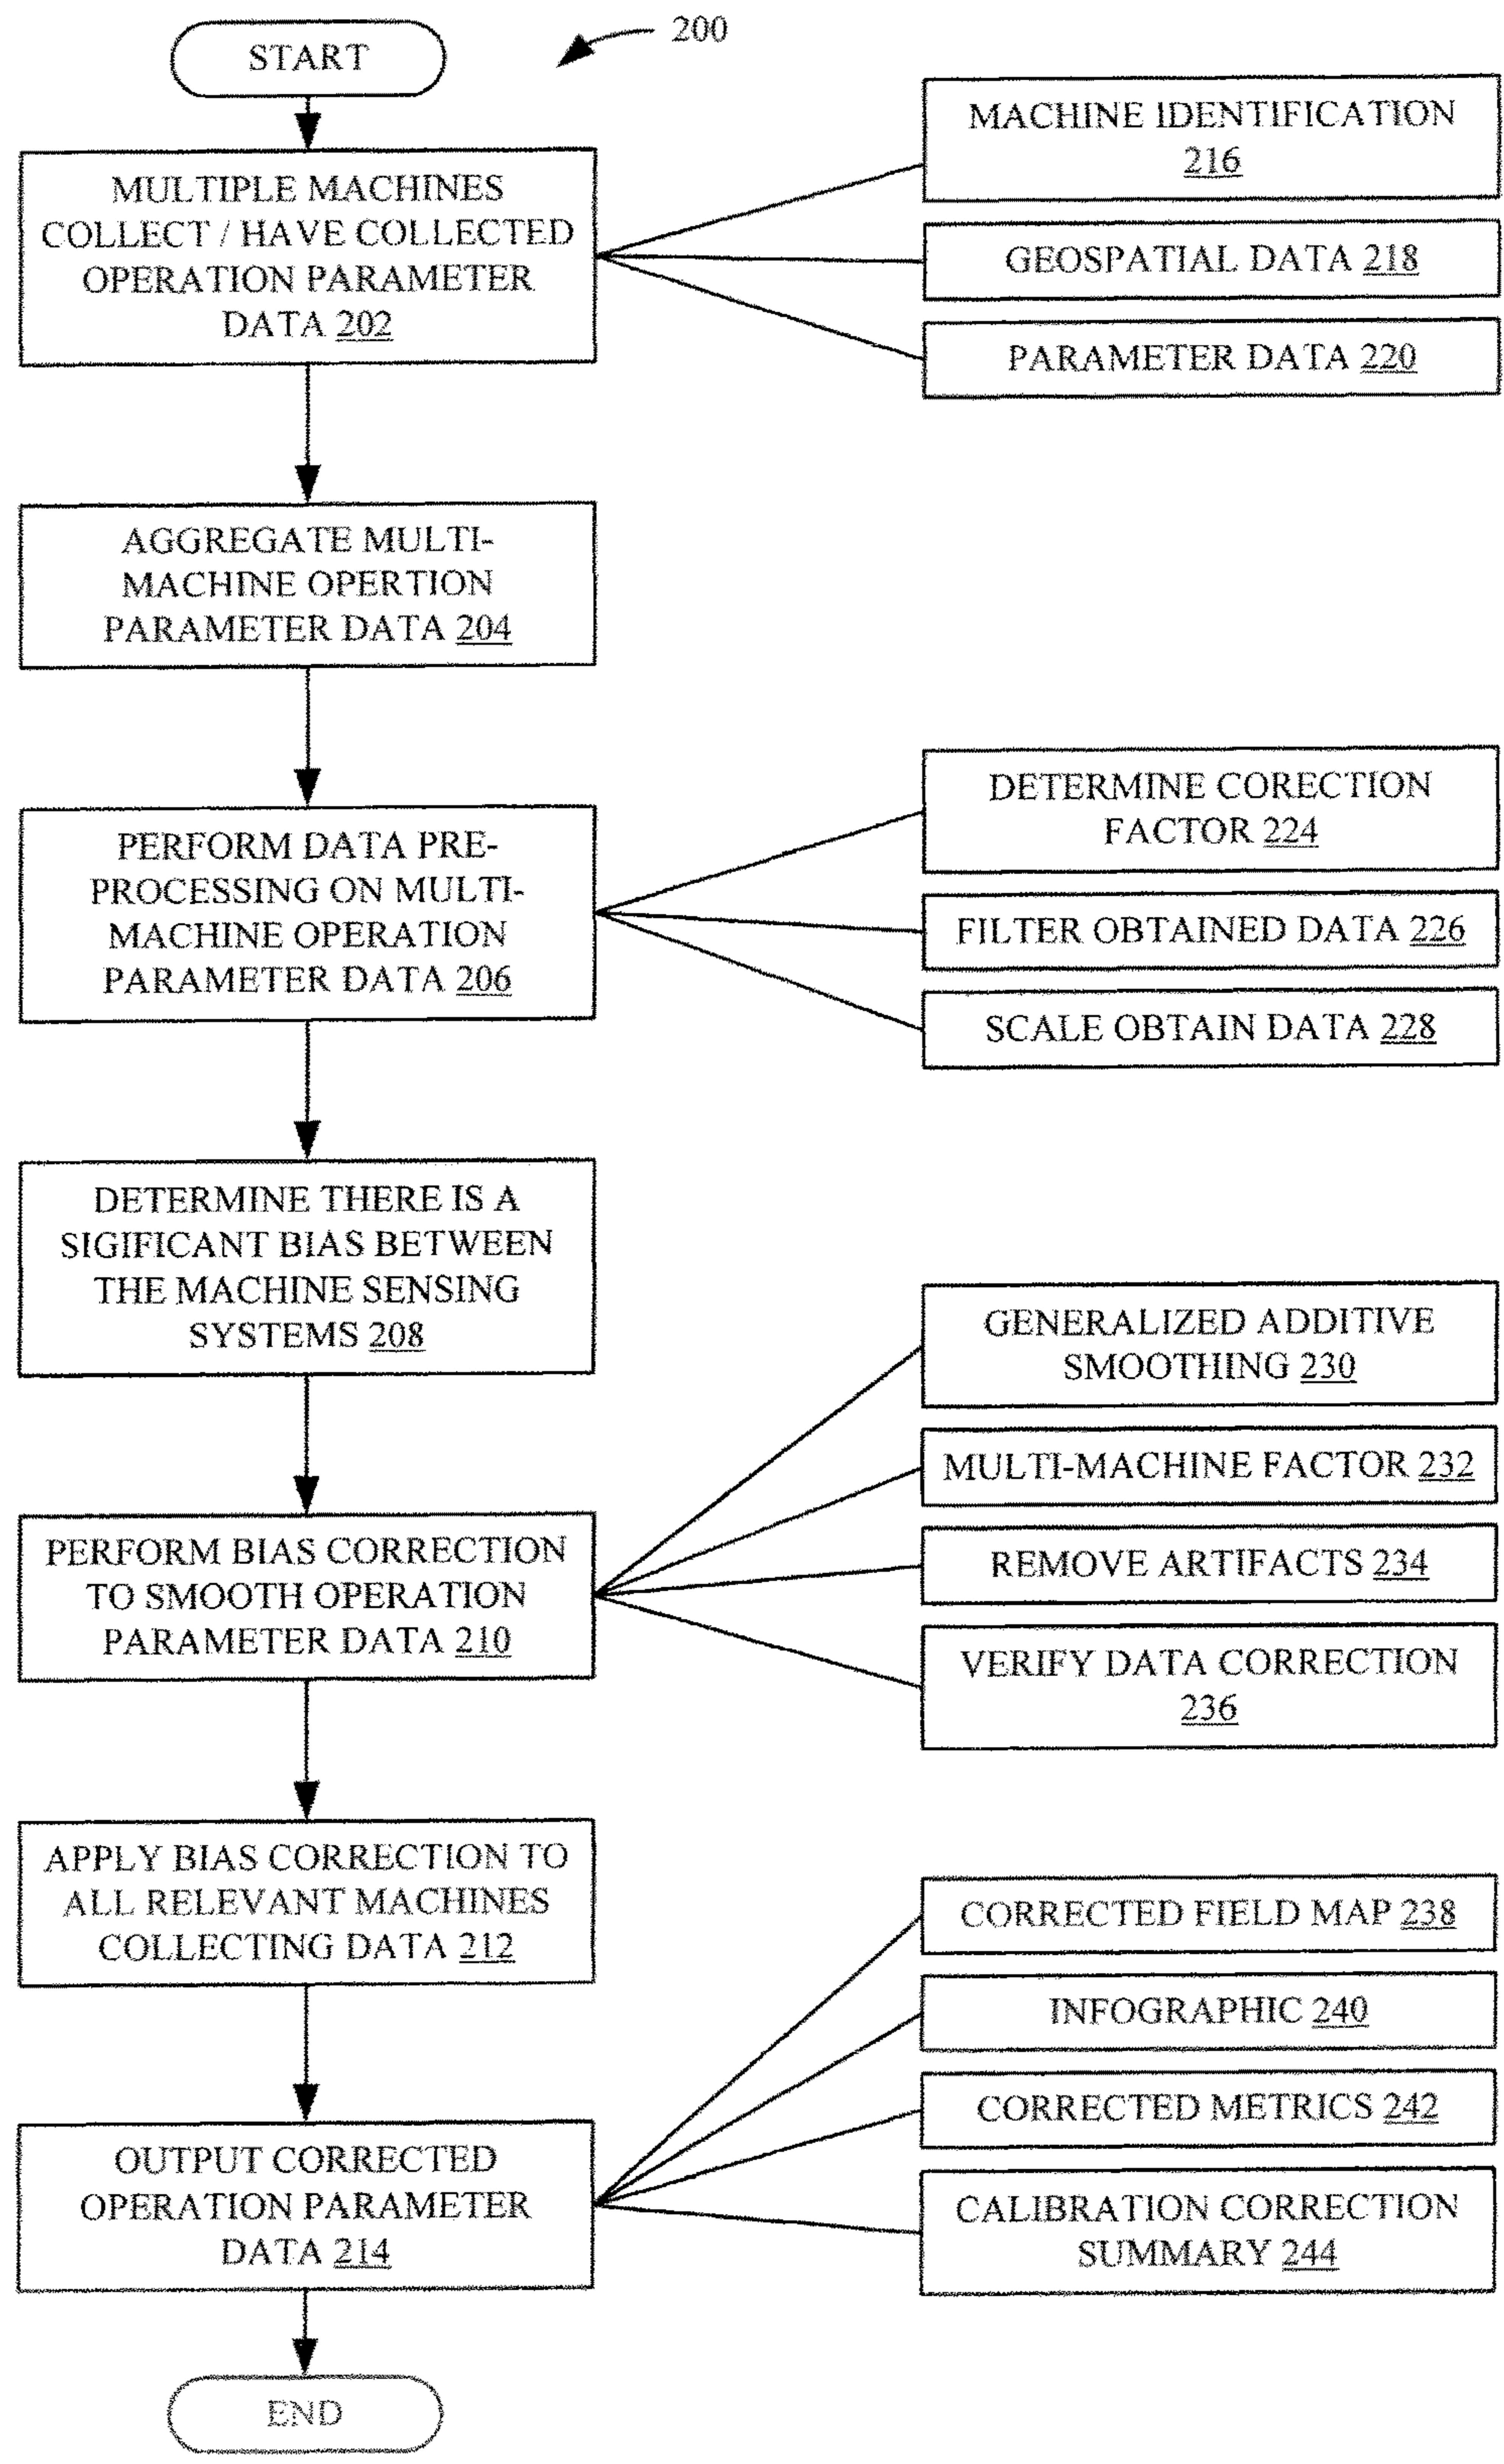 START
200
MULTIPLE MACHINES
COLLECT / HAVE COLLECTED
OPERATION PARAMETER
DATA 202
MACHINE IDENTIFICATION
216
GEOSPATIAL DATA 218
PARAMETER DATA 220
AGGREGATE MULTI-
MACHINE OPERTION
PARAMETER DATA 204
PERFORM DATA PRE-
PROCESSING ON MULTI-
MACHINE OPERATION
PARAMETER DATA 206
DETERMINE CORECTION
FACTOR 224
FILTER OBTAINED DATA 226
SCALE OBTAIN DATA 228
DETERMINE THERE IS A
SIGIFICANT BIAS BETWEEN
THE MACHINE SENSING
SYSTEMS 208
PERFORM BIAS CORRECTION
TO SMOOTH OPERATION
PARAMETER DATA 210
GENERALIZED ADDITIVE
SMOOTHING 230
MULTI-MACHINE FACTOR 232
REMOVE ARTIFACTS 234
VERIFY DATA CORRECTION
236
APPLY BIAS CORRECTION TO
ALL RELEVANT MACHINES
COLLECTING DATA 212
OUTPUT CORRECTED
OPERATION PARAMETER
DATA 214
CORRECTED FIELD MAP 238
INFOGRAPHIC 240
CORRECTED METRICS 242
CALIBRATION CORRECTION
SUMMARY 244
END